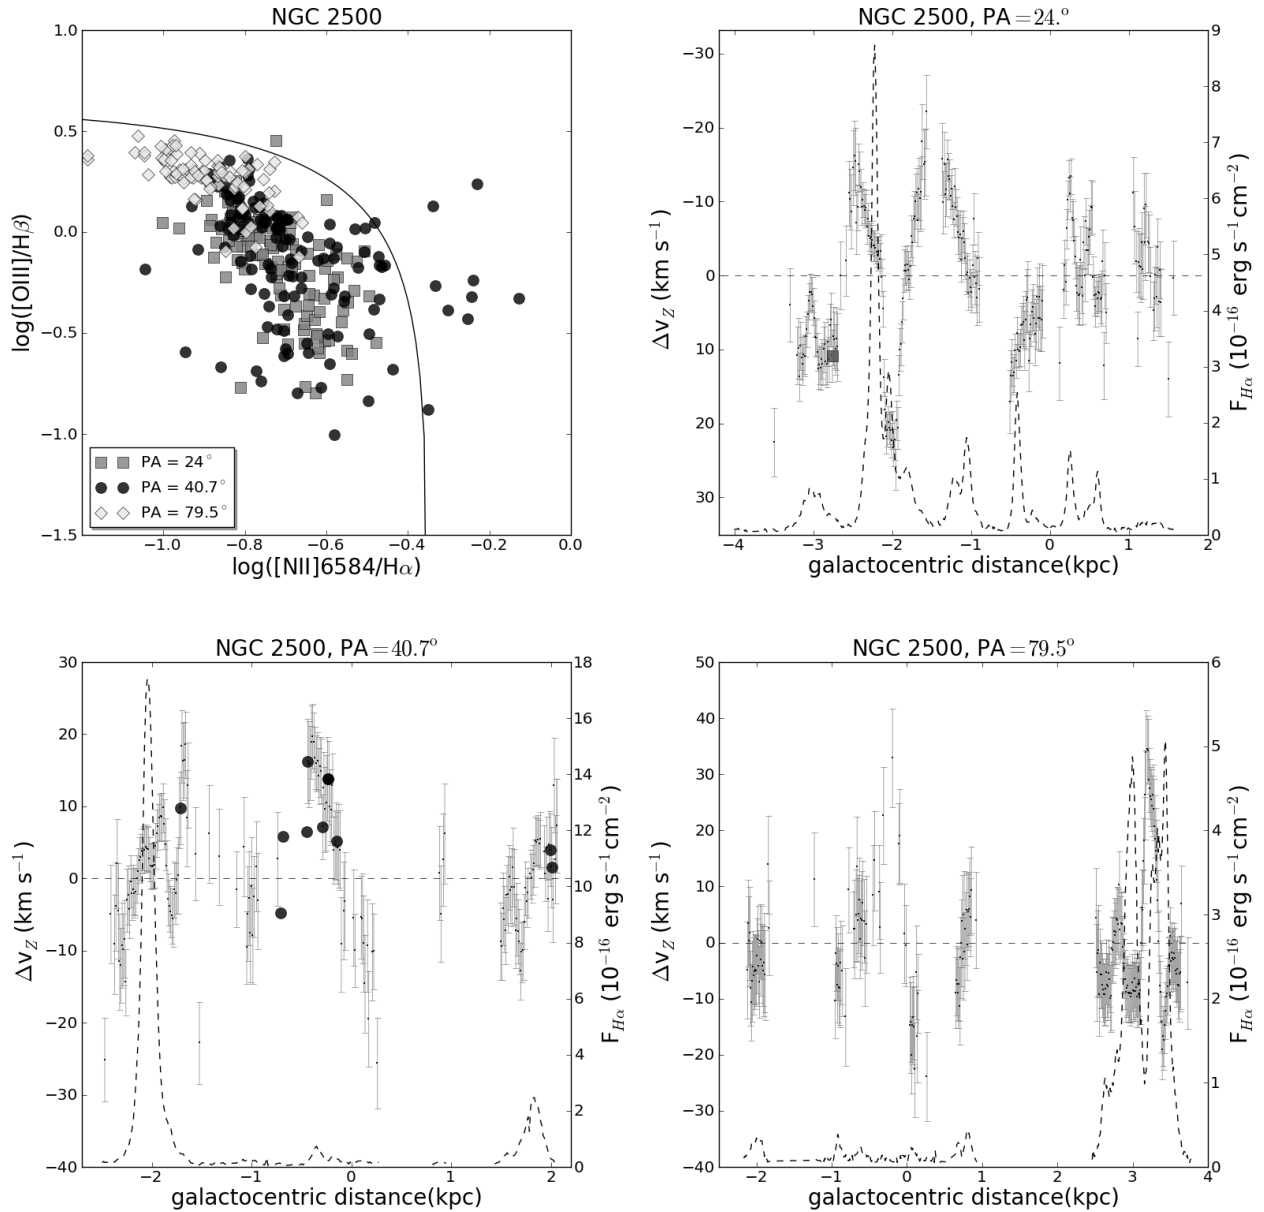 NGC 2500
1.0
0.5
0.0
−0.5
−1.0
−1.5
log([OIII]/Hβ)
PA = 24°
PA = 40.7°
PA = 79.5°
−1.0 −0.8 −0.6 −0.4 −0.2 0.0
log([NII]6584/Hα)
NGC 2500, PA = 24.°
−30
−20
−10
0
10
20
30
Δv_Z (km s⁻¹)
9
8
7
6
5
4
3
2
1
0
F_Hα (10⁻¹⁶ erg s⁻¹ cm⁻²)
−4 −3 −2 −1 0 1 2
galactocentric distance(kpc)
NGC 2500, PA = 40.7°
30
20
10
0
−10
−20
−30
−40
Δv_Z (km s⁻¹)
18
16
14
12
10
8
6
4
2
0
F_Hα (10⁻¹⁶ erg s⁻¹ cm⁻²)
−2 −1 0 1 2
galactocentric distance(kpc)
NGC 2500, PA = 79.5°
50
40
30
20
10
0
−10
−20
−30
−40
Δv_Z (km s⁻¹)
6
5
4
3
2
1
0
F_Hα (10⁻¹⁶ erg s⁻¹ cm⁻²)
−2 −1 0 1 2 3 4
galactocentric distance(kpc)